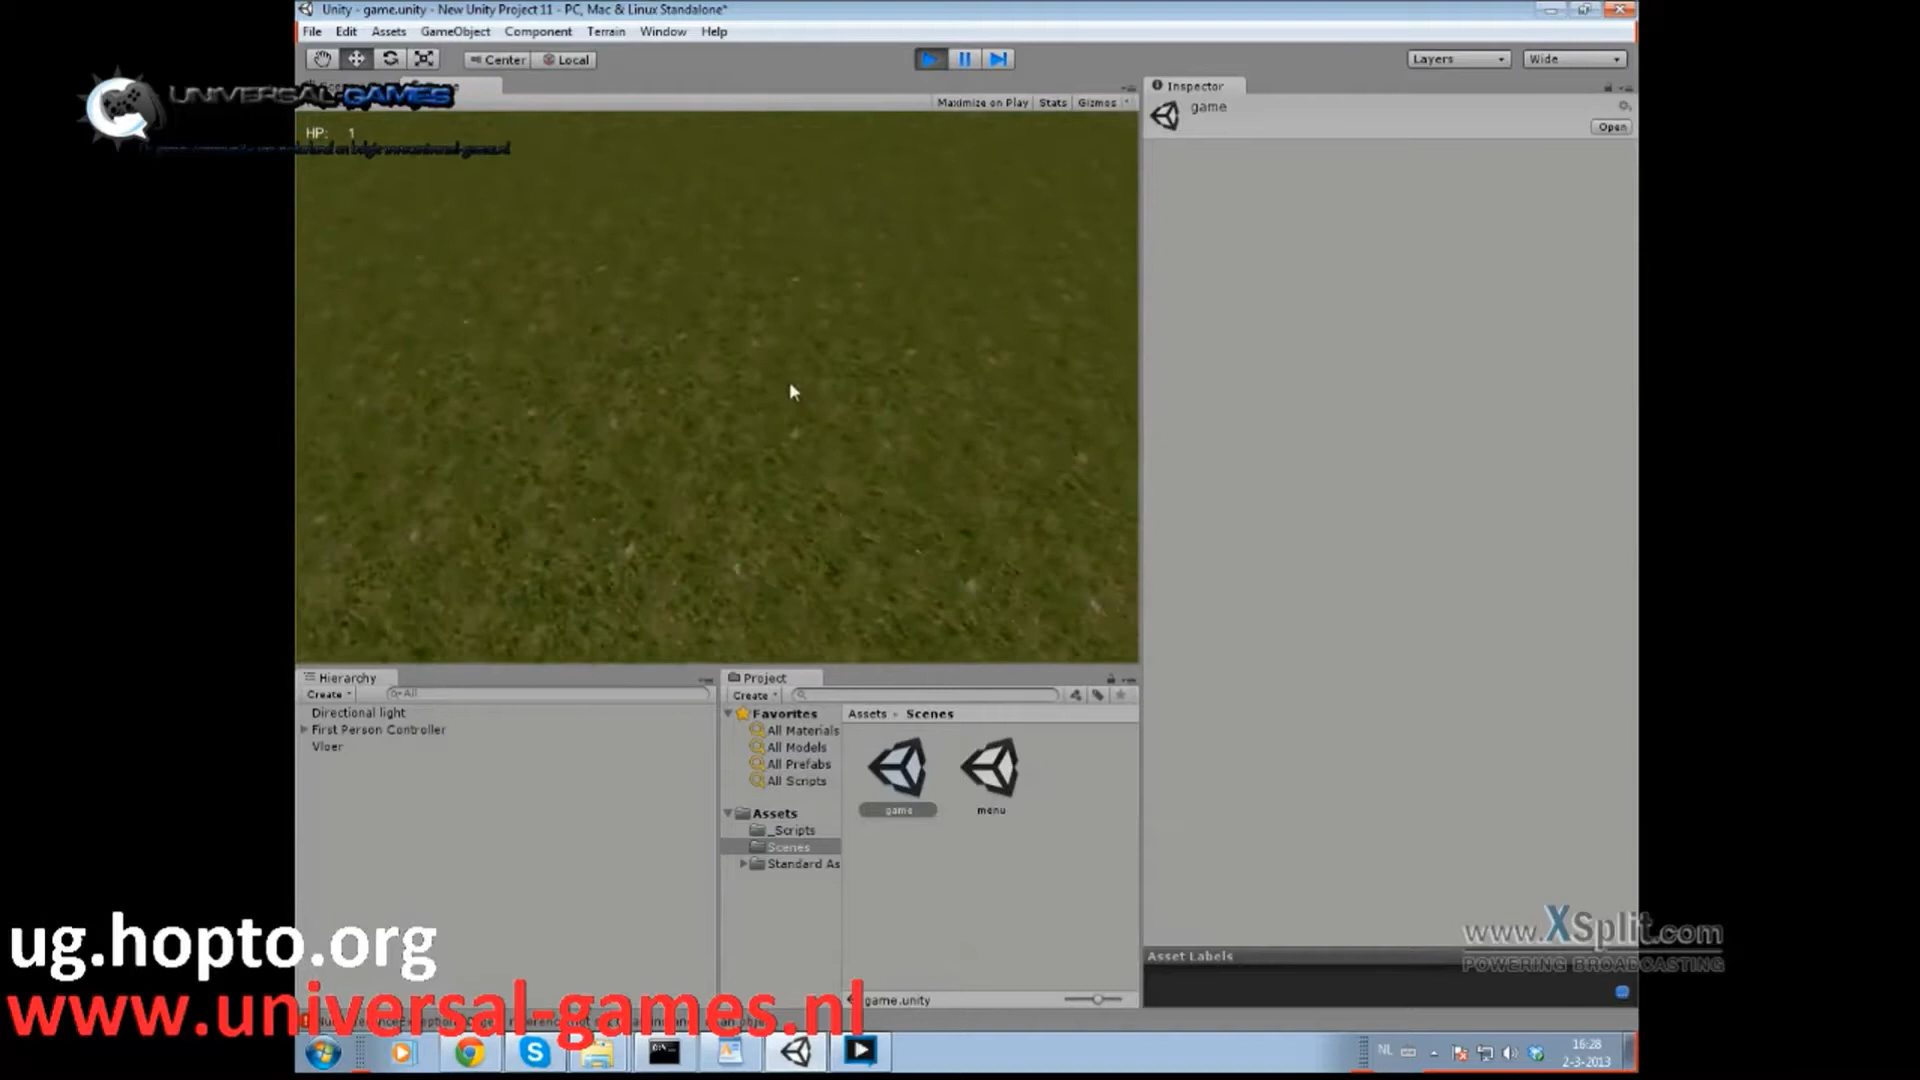 Unity - game.unity - New Unity Project 11 - PC, Mac & Linux Standalone*
File Edit Assets GameObject Component Terrain Window Help
Center Local
Layers Wide
UNIVERSAL-GAMES
Maximize on Play Stats Gizmos
Inspector
game
Open
HP: 1
Hierarchy
Create All
Directional light
First Person Controller
Vloer
Project
Create
Favorites
All Materials
All Models
All Prefabs
All Scripts
Assets
_Scripts
Scenes
Standard As
Assets Scenes
game
menu
game.unity
Asset Labels
www.XSplit.com
POWERING BROADCASTING
ug.hopto.org
www.universal-games.nl
NL
16:28
2-3-2013